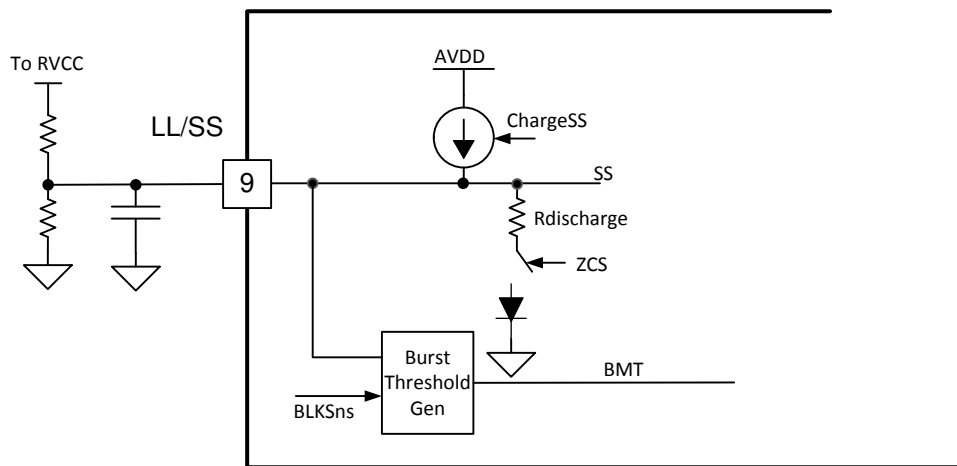 To RVCC
AVDD
LL/SS
ChargeSS
9
SS
Rdischarge
ZCS
Burst
Threshold
Gen
BMT
BLKSns